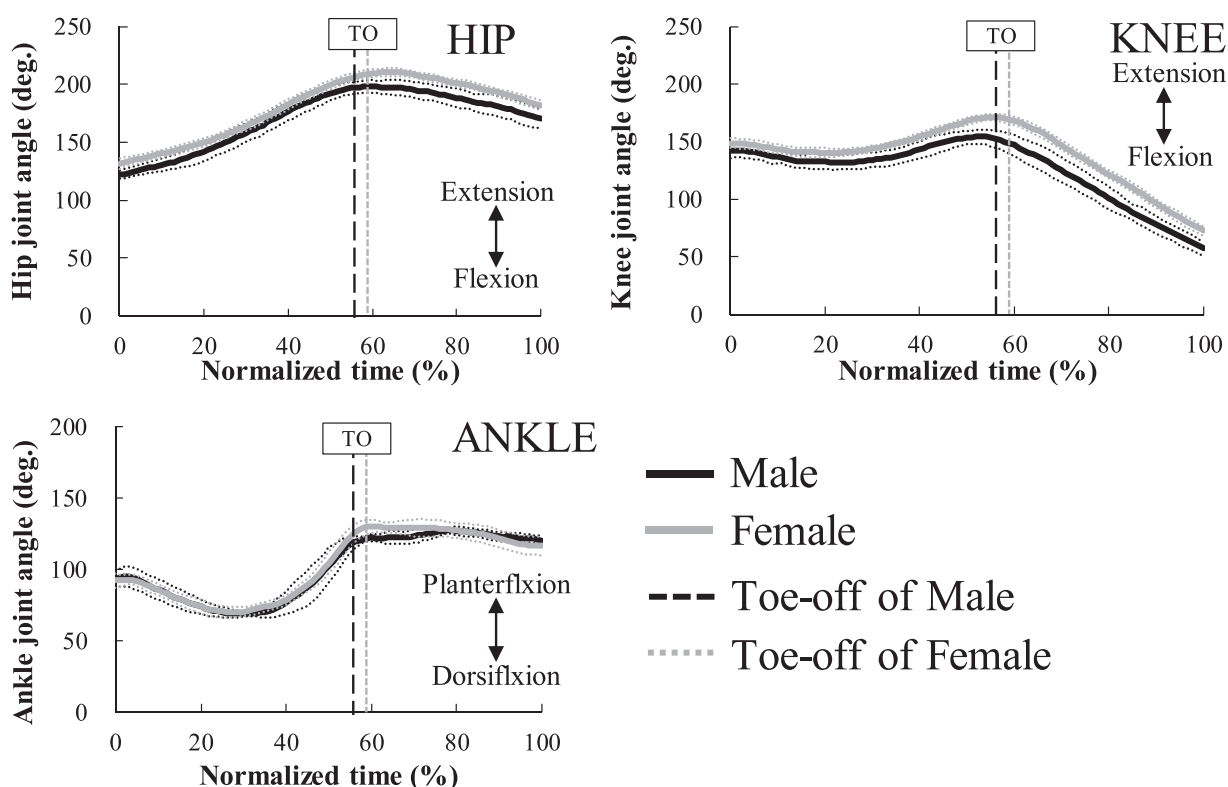 HIP
TO
Hip joint angle (deg.)
250
200
150
100
50
0
Extension
Flexion
0 20 40 60 80 100
Normalized time (%)
KNEE
TO
Knee joint angle (deg.)
250
200
150
100
50
0
Extension
Flexion
0 20 40 60 80 100
Normalized time (%)
ANKLE
TO
Ankle joint angle (deg.)
200
150
100
50
0
Planterflxion
Dorsiflxion
0 20 40 60 80 100
Normalized time (%)
Male
Female
Toe-off of Male
Toe-off of Female